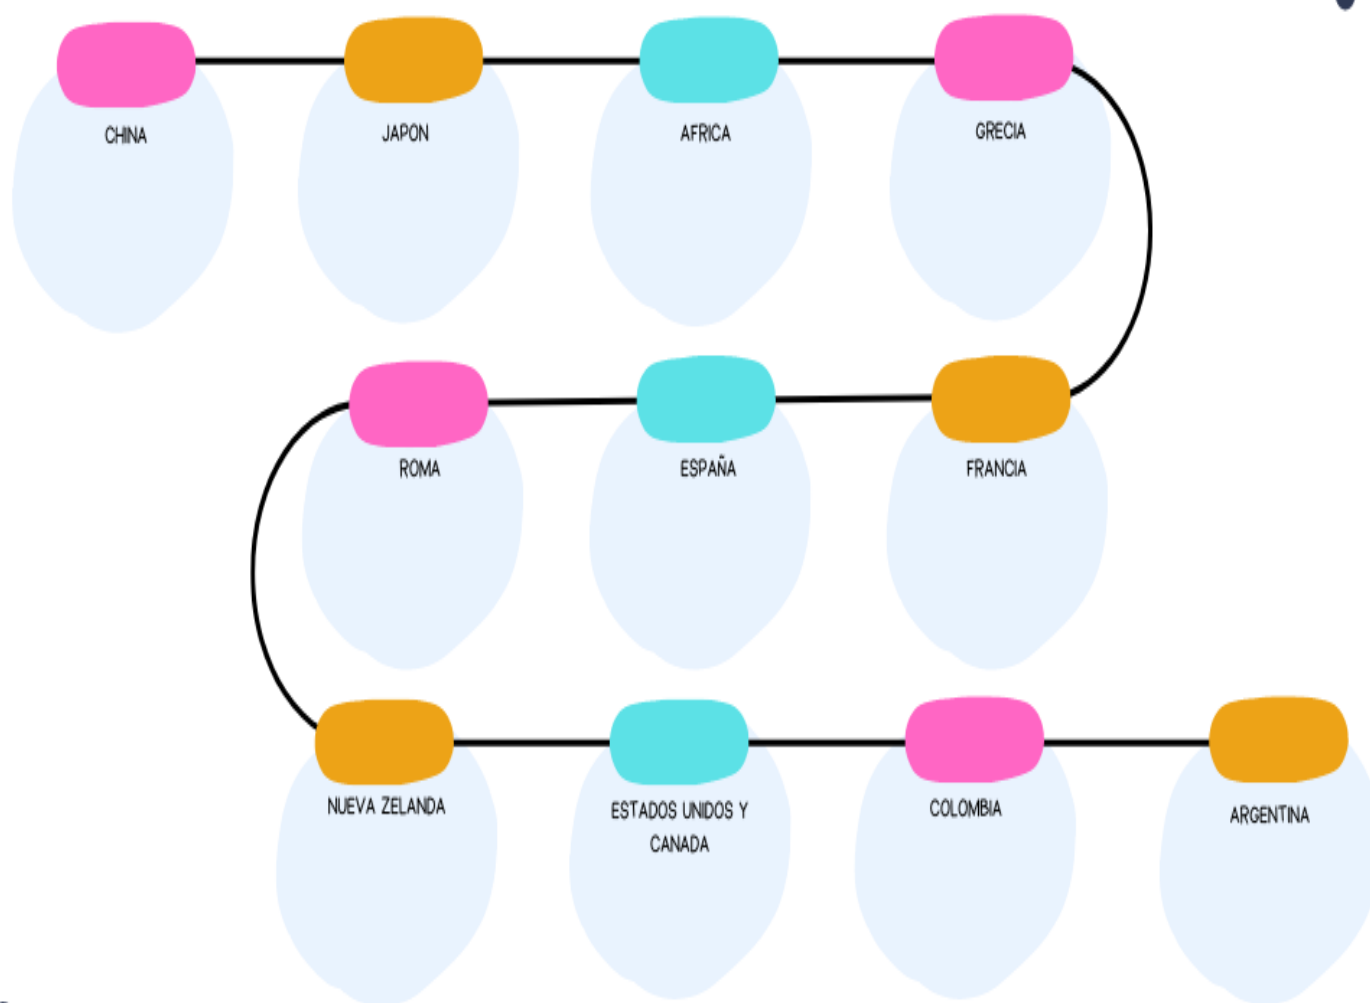 CHINA
JAPON
AFRICA
GRECIA
ROMA
ESPAÑA
FRANCIA
NUEVA ZELANDA
ESTADOS UNIDOS Y
CANADA
COLOMBIA
ARGENTINA